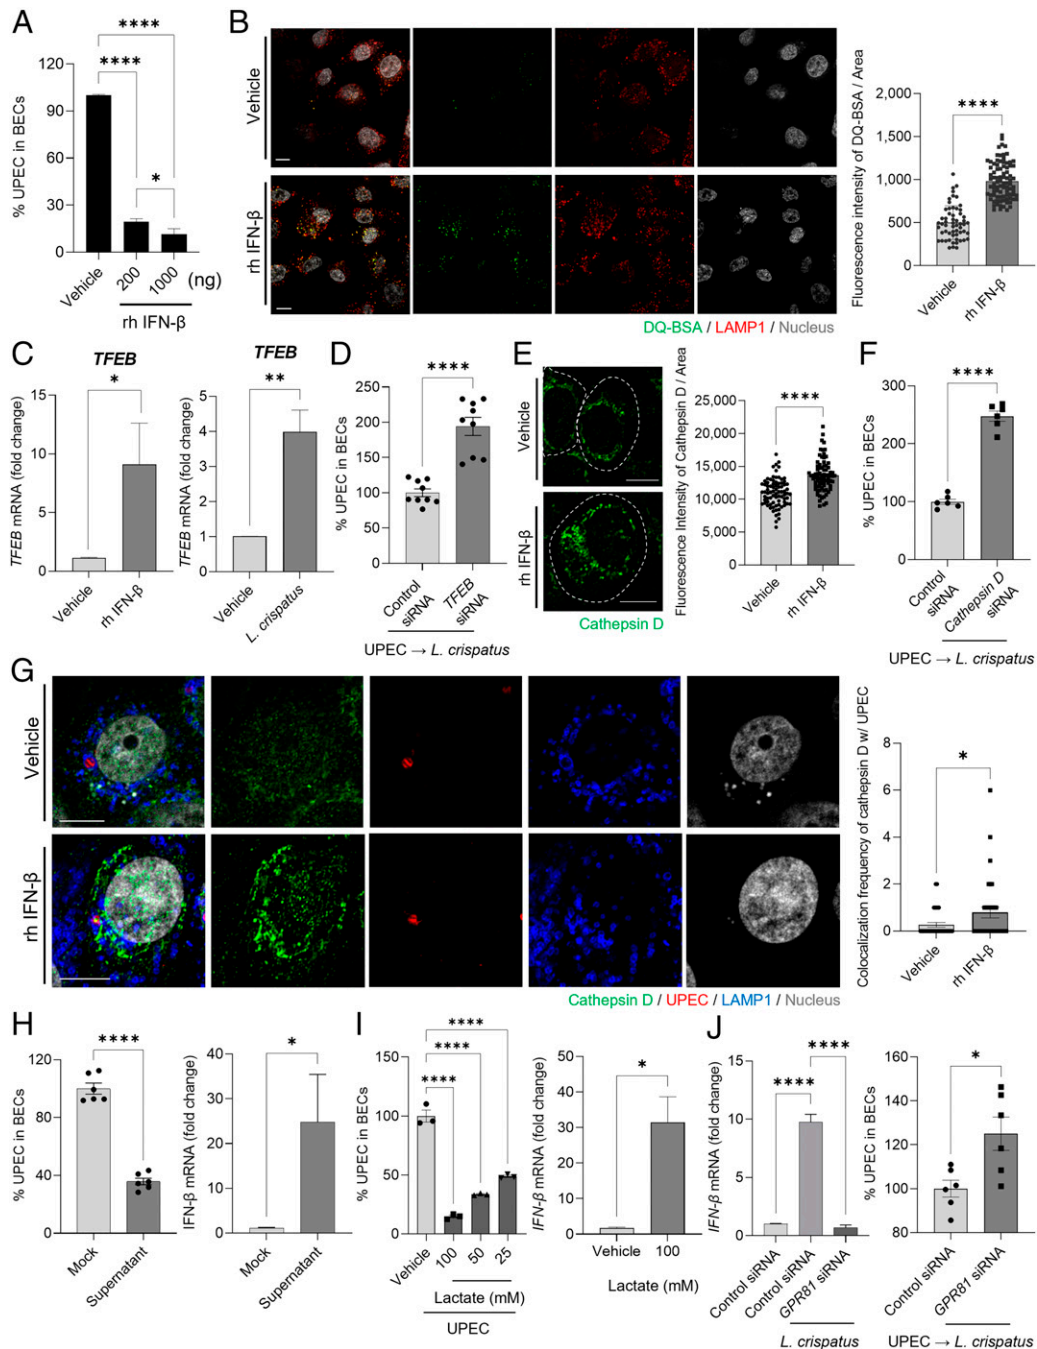 A
% UPEC in BECs
120
90
60
30
0
****
****
*
Vehicle
200
1000
(ng)
rh IFN-β
B
Vehicle
rh IFN-β
DQ-BSA / LAMP1 / Nucleus
Fluorescence intensity of DQ-BSA / Area
2,000
1,500
1,000
500
0
****
Vehicle
rh IFN-β
C
TFEB
TFEB mRNA (fold change)
15
10
5
0
*
Vehicle
rh IFN-β
TFEB
TFEB mRNA (fold change)
5
4
3
2
1
0
**
Vehicle
L. crispatus
D
% UPEC in BECs
250
200
150
100
50
0
****
Control
siRNA
TFEB
siRNA
UPEC → L. crispatus
E
Vehicle
rh IFN-β
Cathepsin D
Fluorescence Intensity of Cathepsin D / Area
25,000
20,000
15,000
10,000
5,000
0
****
Vehicle
rh IFN-β
F
% UPEC in BECs
300
200
100
0
****
Control
siRNA
Cathepsin D
siRNA
UPEC → L. crispatus
G
Vehicle
rh IFN-β
Cathepsin D / UPEC / LAMP1 / Nucleus
Colocalization frequency of cathepsin D w/ UPEC
8
6
4
2
0
*
Vehicle
rh IFN-β
H
% UPEC in BECs
120
80
40
0
****
Mock
Supernatant
IFN-β mRNA (fold change)
40
30
20
10
0
*
Mock
Supernatant
I
% UPEC in BECs
150
100
50
0
****
****
****
Vehicle
100
50
25
Lactate (mM)
UPEC
IFN-β mRNA (fold change)
50
40
30
20
10
0
*
Vehicle
100
Lactate (mM)
J
IFN-β mRNA (fold change)
15
10
5
0
****
****
Control siRNA
Control siRNA
GPR81 siRNA
L. crispatus
% UPEC in BECs
160
140
120
100
80
*
Control siRNA
GPR81 siRNA
UPEC → L. crispatus